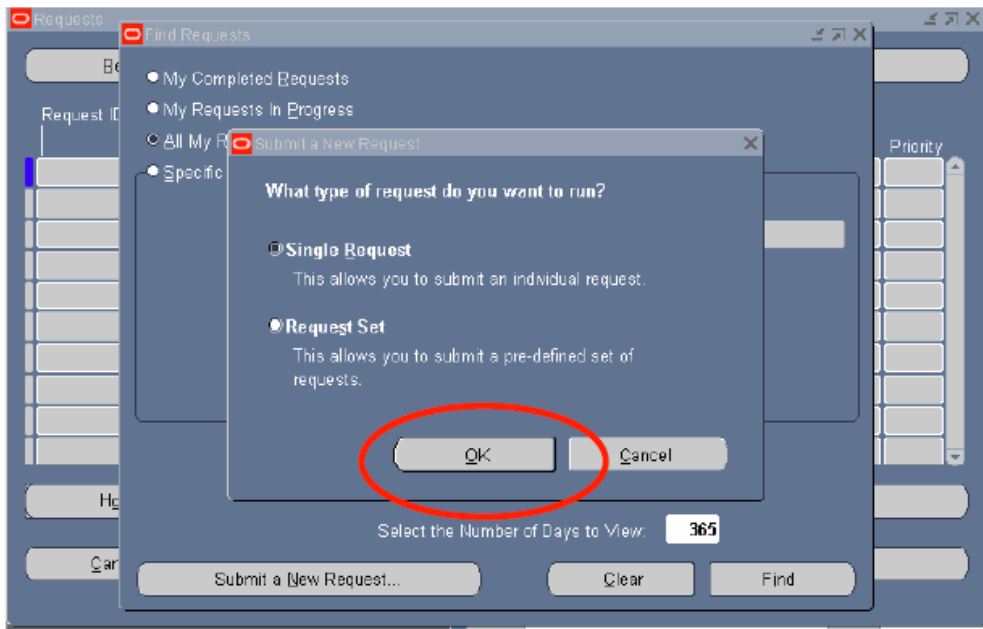 Requests
Find Requests
My Completed Requests
Request ID
My Requests In Progress
All My
Submit a New Request
Priority
Specific
What type of request do you want to run?
Single Request
This allows you to submit an individual request.
Request Set
This allows you to submit a pre-defined set of
requests.
OK
Cancel
Select the Number of Days to View:
365
Submit a New Request...
Clear
Find